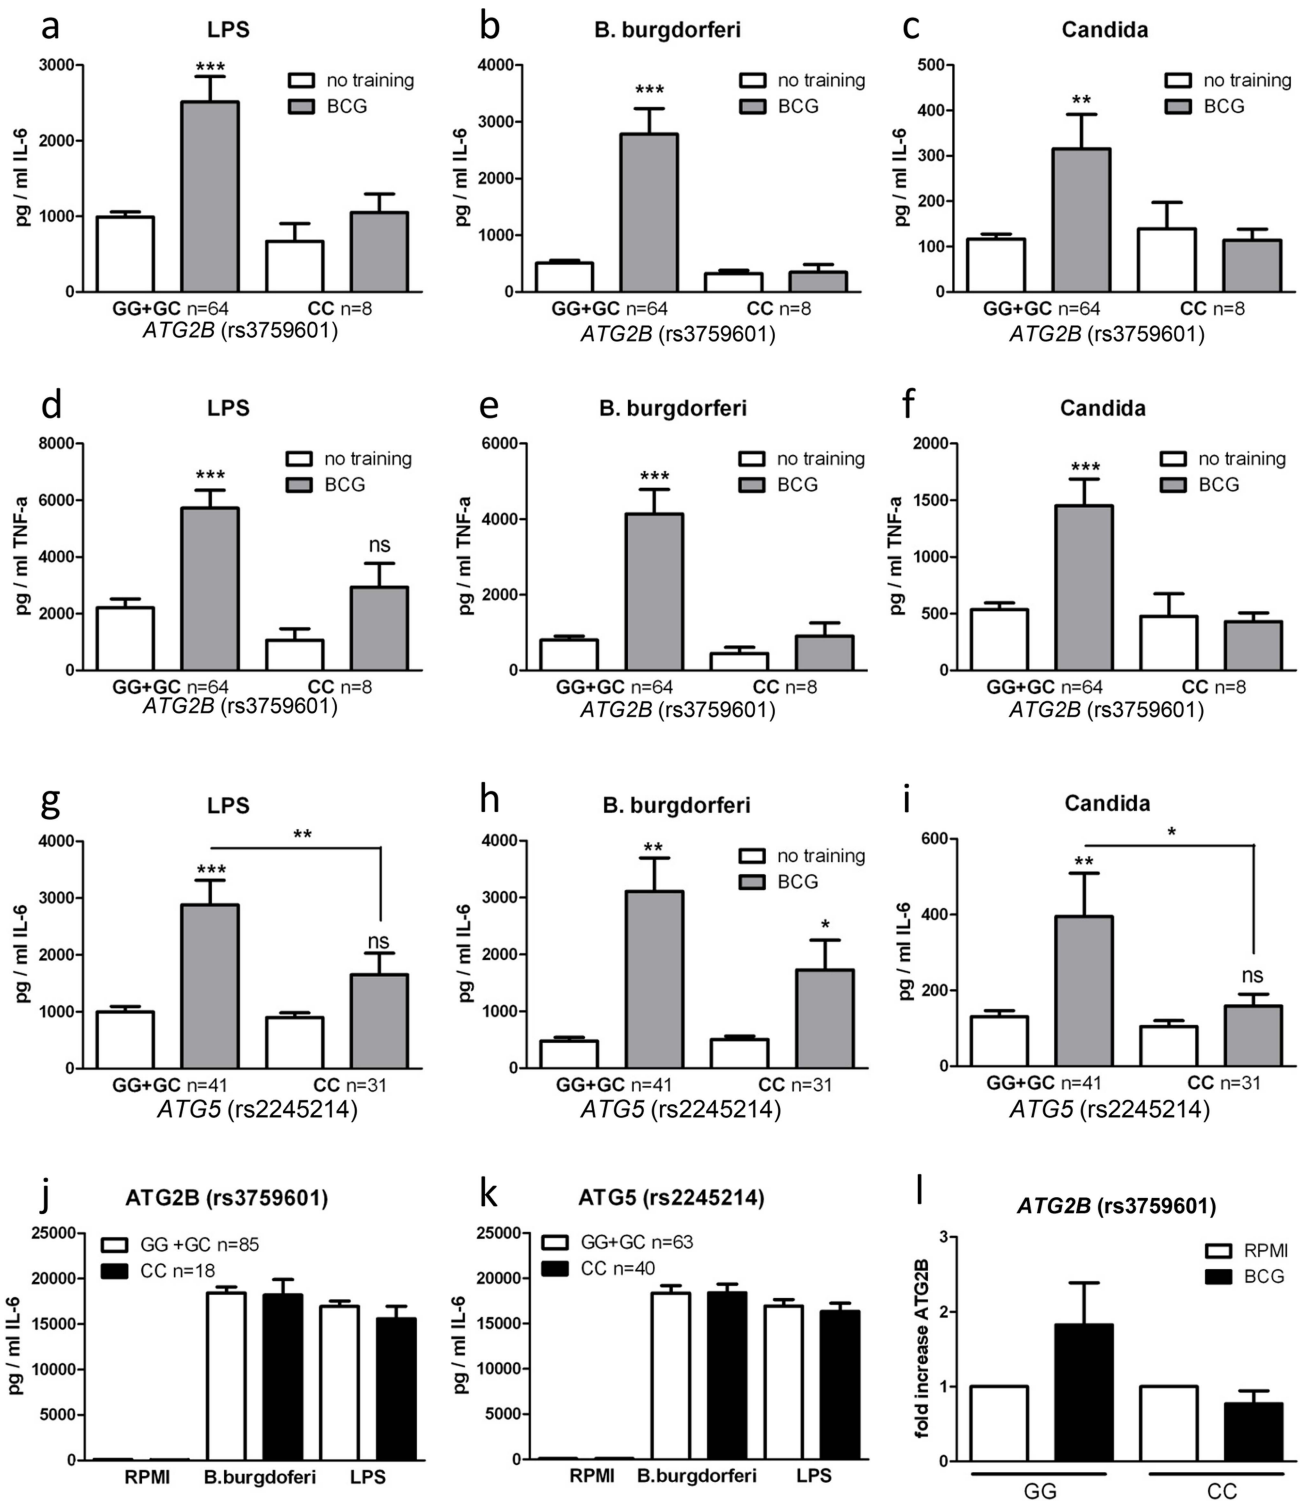 a
LPS
3000
2000
1000
0
pg / ml IL-6
***
no training
BCG
GG+GC n=64 CC n=8
ATG2B (rs3759601)
b
B. burgdorferi
4000
3000
2000
1000
0
pg / ml IL-6
***
no training
BCG
GG+GC n=64 CC n=8
ATG2B (rs3759601)
c
Candida
500
400
300
200
100
0
pg / ml IL-6
**
no training
BCG
GG+GC n=64 CC n=8
ATG2B (rs3759601)
d
LPS
8000
6000
4000
2000
0
pg / ml TNF-a
***
ns
no training
BCG
GG+GC n=64 CC n=8
ATG2B (rs3759601)
e
B. burgdorferi
6000
4000
2000
0
pg / ml TNF-a
***
no training
BCG
GG+GC n=64 CC n=8
ATG2B (rs3759601)
f
Candida
2000
1500
1000
500
0
pg / ml TNF-a
***
no training
BCG
GG+GC n=64 CC n=8
ATG2B (rs3759601)
g
LPS
4000
3000
2000
1000
0
pg / ml IL-6
**
***
ns
GG+GC n=41 CC n=31
ATG5 (rs2245214)
h
B. burgdorferi
4000
3000
2000
1000
0
pg / ml IL-6
**
*
no training
BCG
GG+GC n=41 CC n=31
ATG5 (rs2245214)
i
Candida
600
400
200
0
pg / ml IL-6
*
**
ns
GG+GC n=41 CC n=31
ATG5 (rs2245214)
j
ATG2B (rs3759601)
25000
20000
15000
10000
5000
0
pg / ml IL-6
GG +GC n=85
CC n=18
RPMI B.burgdoferi LPS
k
ATG5 (rs2245214)
25000
20000
15000
10000
5000
0
pg / ml IL-6
GG+GC n=63
CC n=40
RPMI B.burgdorferi LPS
l
ATG2B (rs3759601)
3
2
1
0
fold increase ATG2B
RPMI
BCG
GG CC